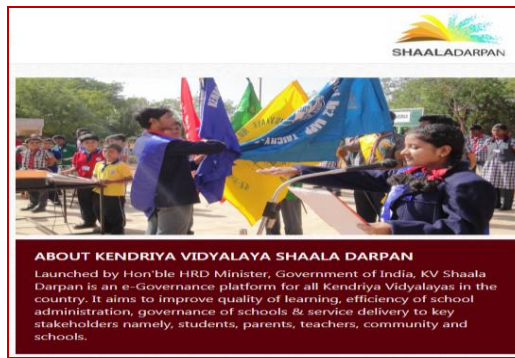 SHAALADARPAN
ABOUT KENDRIYA VIDYALAYA SHAALA DARPAN
Launched by Hon'ble HRD Minister, Government of India, KV Shaala
Darpan is an e-Governance platform for all Kendriya Vidyalayas in the
country. It aims to improve quality of learning, efficiency of school
administration, governance of schools & service delivery to key
stakeholders namely, students, parents, teachers, community and
schools.